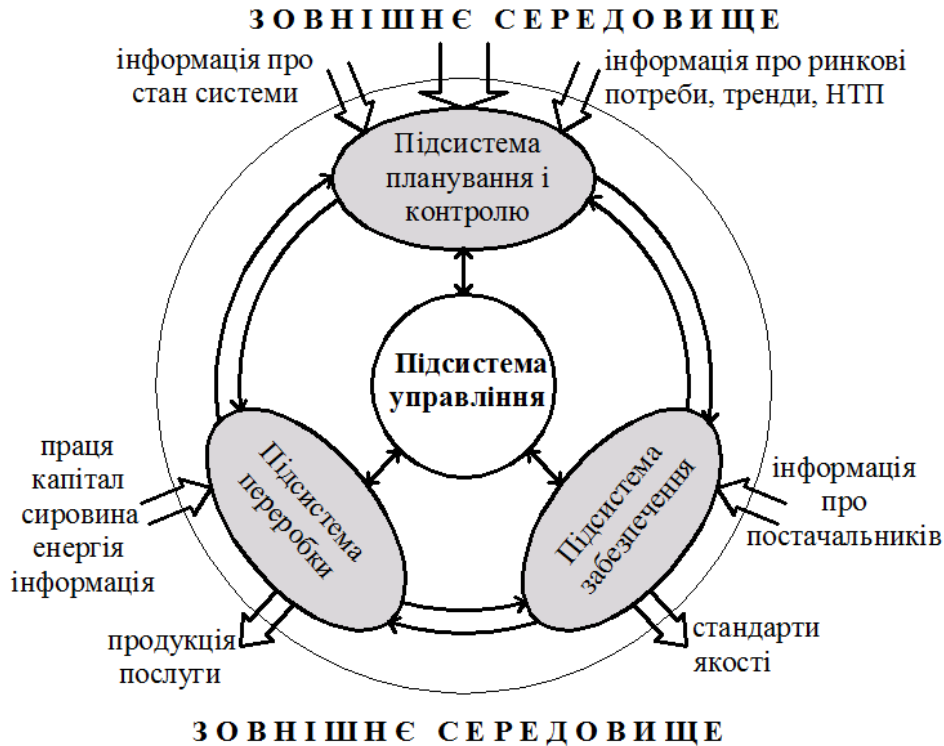 ЗОВНІШНЄ СЕРЕДОВИЩЕ
інформація про
стан системи
інформація про ринкові
потреби, тренди, НТП
Підсистема
планування і
контролю
Підсистема
управління
праця
капітал
сировина
енергія
інформація
Підсистема
переробки
Підсистема
забезпечення
інформація
про
постачальників
продукція
послуги
стандарти
якості
ЗОВНІШНЄ СЕРЕДОВИЩЕ